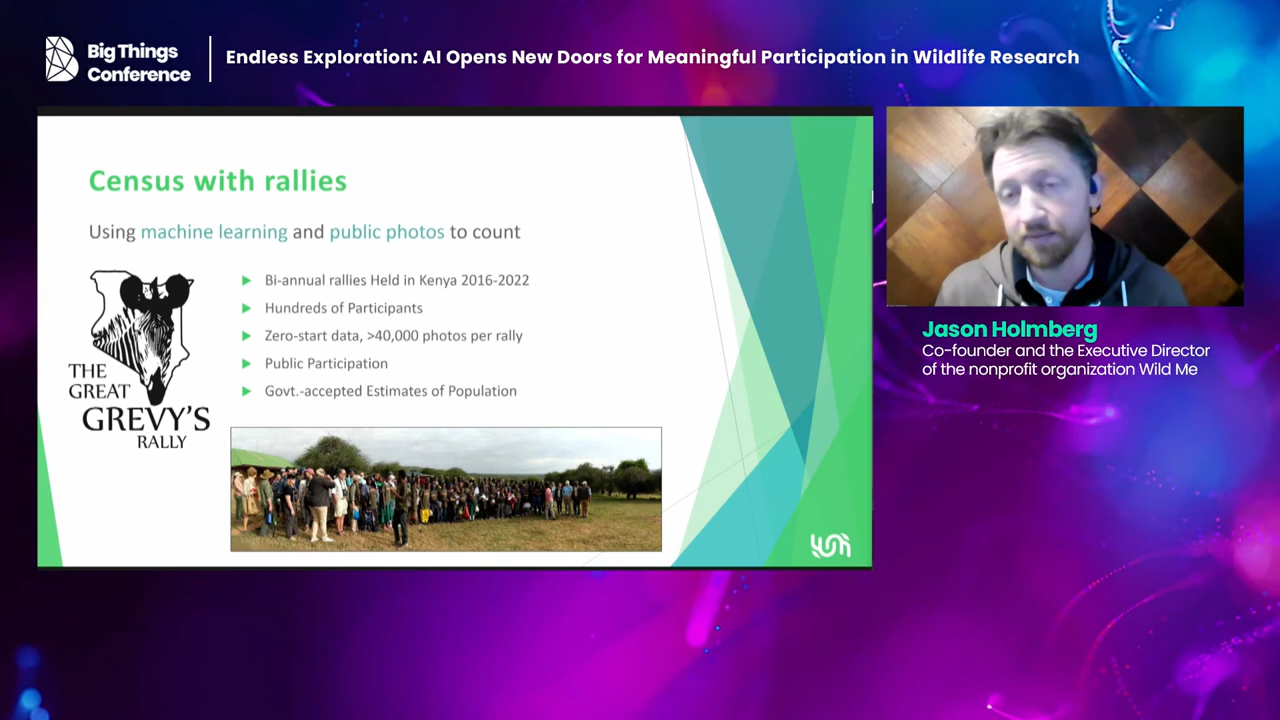 Big Things
Conference
Endless Exploration: AI Opens New Doors for Meaningful Participation in Wildlife Research
Census with rallies
Using machine learning and public photos to count
Bi-annual rallies Held in Kenya 2016-2022
Hundreds of Participants
Zero-start data, >40,000 photos per rally
Public Participation
Govt.-accepted Estimates of Population
THE
GREAT
GREVY'S
RALLY
Jason Holmberg
Co-founder and the Executive Director
of the nonprofit organization Wild Me